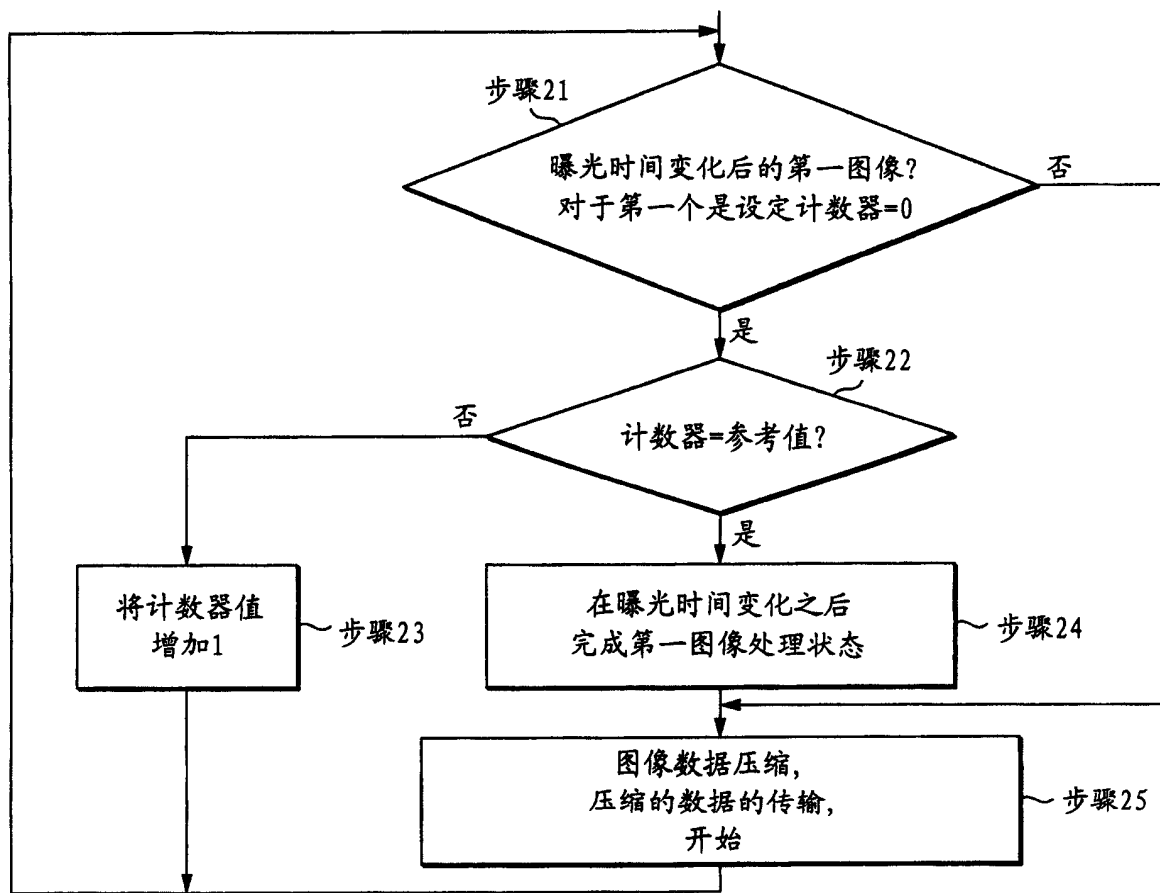 步骤21
曝光时间变化后的第一图像?
对于第一个是设定计数器=0
否
是
步骤22
计数器=参考值?
否
是
将计数器值
增加1
步骤23
在曝光时间变化之后
完成第一图像处理状态
步骤24
图像数据压缩,
压缩的数据的传输,
开始
步骤25